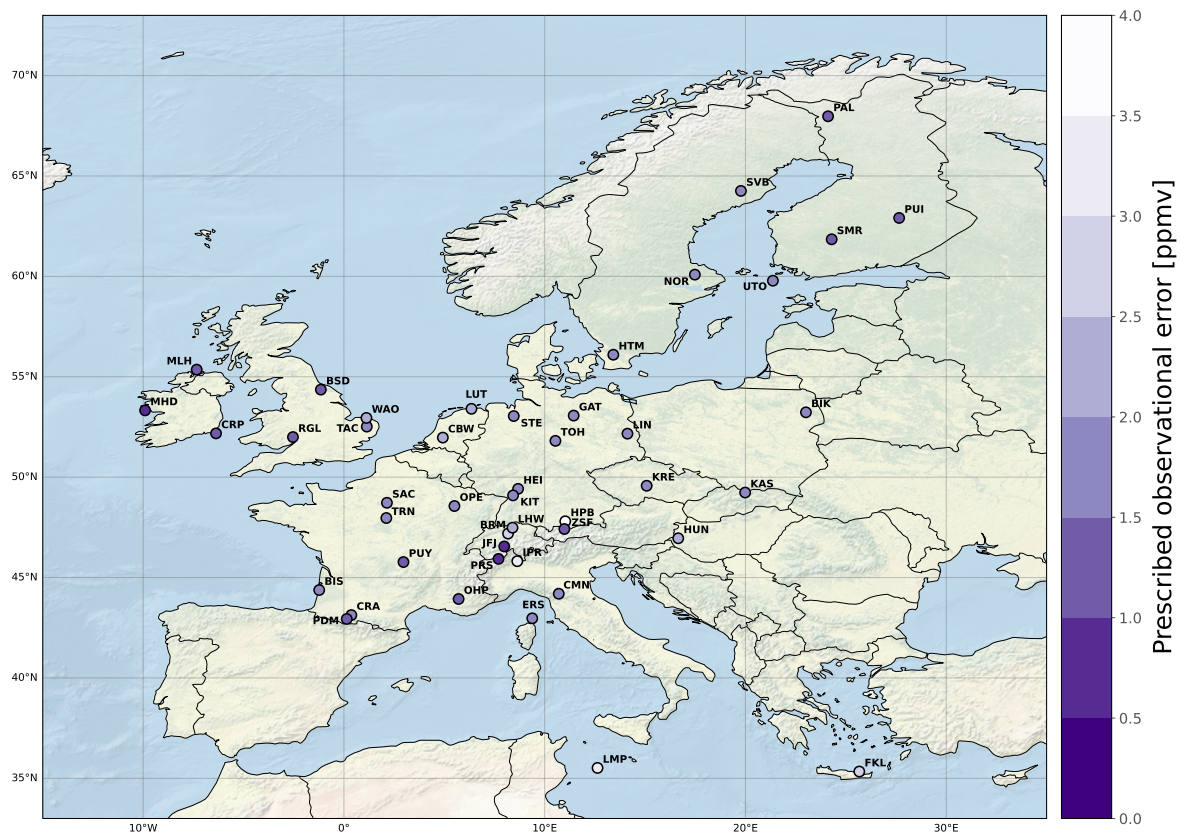 4.0
70°N
3.5
PAL
65°N
SVB
3.0
PUI
SMR
60°N
NOR
UTO
2.5
HTM
MLH
55°N
BSD
LUT
MHD
WAO
GAT
BIK
2.0
CRP
RGL
TAC
CBW
STE
TOH
LIN
50°N
HEI
KRE
KAS
SAC
OPE
KIT
TRN
LHW
HPB
1.5
BRM
ZSF
HUN
JFJ
IPR
PUY
PRS
45°N
BIS
OHP
CMN
CRA
ERS
PDM
1.0
40°N
0.5
35°N
LMP
FKL
0.0
10°W
0°
10°E
20°E
30°E
Prescribed observational error [ppmv]